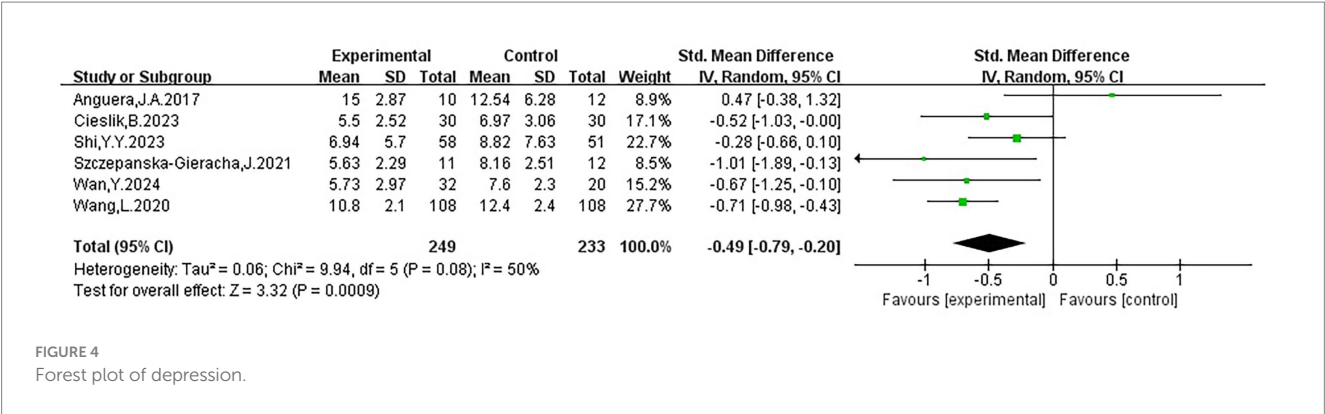 Experimental Control Std. Mean Difference Std. Mean Difference
Study or Subgroup Mean SD Total Mean SD Total Weight IV, Random, 95% CI IV, Random, 95% CI
Anguera,J.A.2017 15 2.87 10 12.54 6.28 12 8.9% 0.47 [-0.38, 1.32]
Cieslik,B.2023 5.5 2.52 30 6.97 3.06 30 17.1% -0.52 [-1.03, -0.00]
Shi,Y.Y.2023 6.94 5.7 58 8.82 7.63 51 22.7% -0.28 [-0.66, 0.10]
Szczepanska-Gieracha,J.2021 5.63 2.29 11 8.16 2.51 12 8.5% -1.01 [-1.89, -0.13]
Wan,Y.2024 5.73 2.97 32 7.6 2.3 20 15.2% -0.67 [-1.25, -0.10]
Wang,L.2020 10.8 2.1 108 12.4 2.4 108 27.7% -0.71 [-0.98, -0.43]
Total (95% CI) 249 233 100.0% -0.49 [-0.79, -0.20]
Heterogeneity: Tau² = 0.06; Chi² = 9.94, df = 5 (P = 0.08); I² = 50%
Test for overall effect: Z = 3.32 (P = 0.0009)
-1 -0.5 0 0.5 1
Favours [experimental] Favours [control]
FIGURE 4
Forest plot of depression.